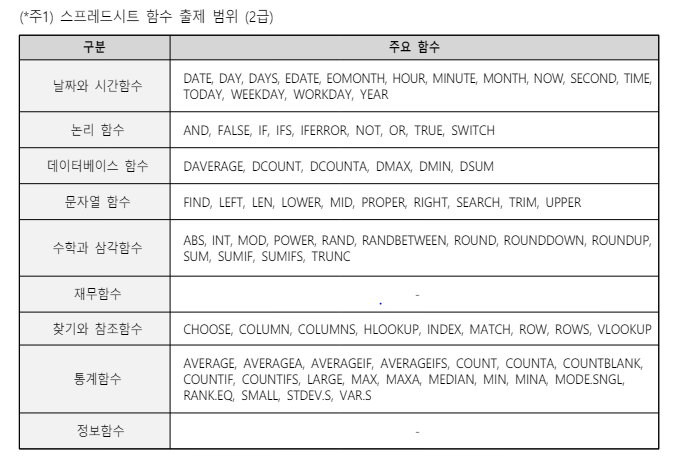 (*주1) 스프레드시트 함수 출제 범위 (2급)
구분 주요 함수
날짜와 시간함수 DATE, DAY, DAYS, EDATE, EOMONTH, HOUR, MINUTE, MONTH, NOW, SECOND, TIME,
TODAY, WEEKDAY, WORKDAY, YEAR
논리 함수 AND, FALSE, IF, IFS, IFERROR, NOT, OR, TRUE, SWITCH
데이터베이스 함수 DAVERAGE, DCOUNT, DCOUNTA, DMAX, DMIN, DSUM
문자열 함수 FIND, LEFT, LEN, LOWER, MID, PROPER, RIGHT, SEARCH, TRIM, UPPER
수학과 삼각함수 ABS, INT, MOD, POWER, RAND, RANDBETWEEN, ROUND, ROUNDDOWN, ROUNDUP,
SUM, SUMIF, SUMIFS, TRUNC
재무함수 -
찾기와 참조함수 CHOOSE, COLUMN, COLUMNS, HLOOKUP, INDEX, MATCH, ROW, ROWS, VLOOKUP
통계함수 AVERAGE, AVERAGEA, AVERAGEIF, AVERAGEIFS, COUNT, COUNTA, COUNTBLANK,
COUNTIF, COUNTIFS, LARGE, MAX, MAXA, MEDIAN, MIN, MINA, MODE.SNGL,
RANK.EQ, SMALL, STDEV.S, VAR.S
정보함수 -